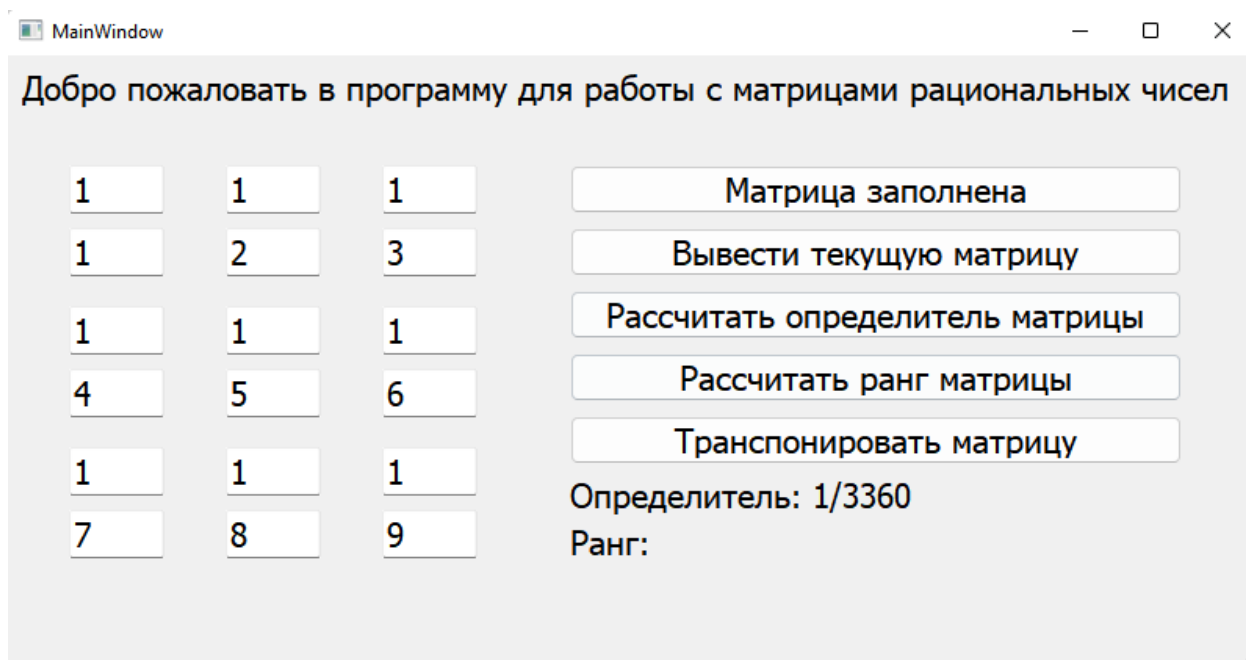 MainWindow
Добро пожаловать в программу для работы с матрицами рациональных чисел
1 1 1
Матрица заполнена
1 2 3
Вывести текущую матрицу
1 1 1
Рассчитать определитель матрицы
4 5 6
Рассчитать ранг матрицы
1 1 1
Транспонировать матрицу
7 8 9
Определитель: 1/3360
Ранг: